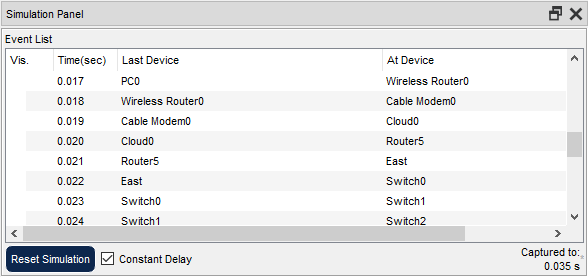 Simulation Panel
Event List
Vis. Time(sec) Last Device At Device
0.017 PC0 Wireless Router0
0.018 Wireless Router0 Cable Modem0
0.019 Cable Modem0 Cloud0
0.020 Cloud0 Router5
0.021 Router5 East
0.022 East Switch0
0.023 Switch0 Switch1
0.024 Switch1 Switch2
Reset Simulation Constant Delay Captured to:
0.035 s